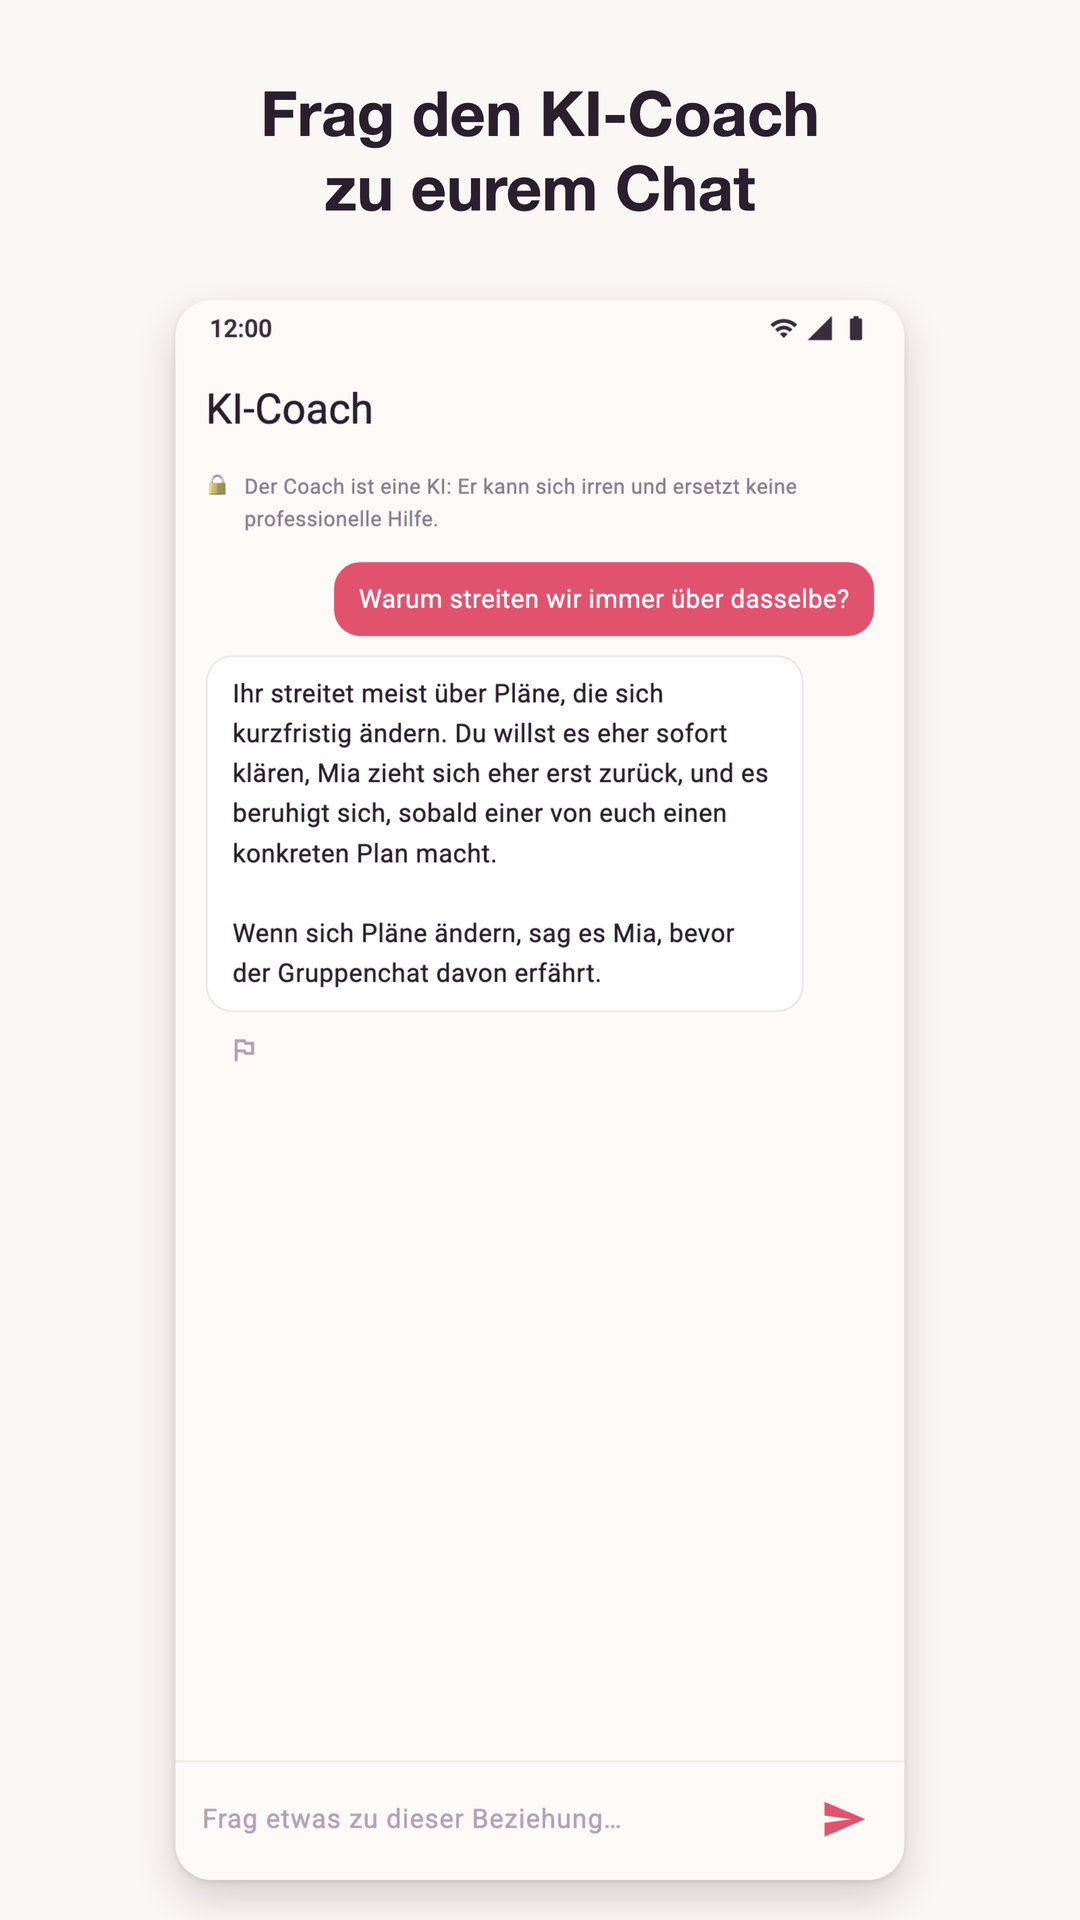 Frag den KI-Coach
zu eurem Chat
12:00
KI-Coach
Der Coach ist eine KI: Er kann sich irren und ersetzt keine
professionelle Hilfe.
Warum streiten wir immer über dasselbe?
Ihr streitet meist über Pläne, die sich
kurzfristig ändern. Du willst es eher sofort
klären, Mia zieht sich eher erst zurück, und es
beruhigt sich, sobald einer von euch einen
konkreten Plan macht.
Wenn sich Pläne ändern, sag es Mia, bevor
der Gruppenchat davon erfährt.
Frag etwas zu dieser Beziehung…